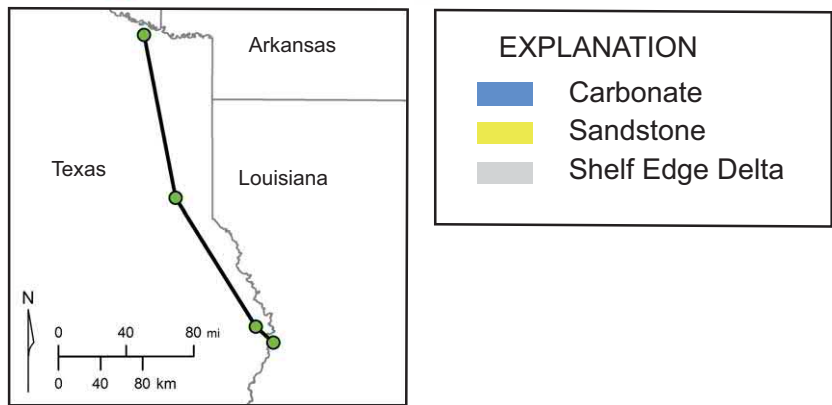 Arkansas
Texas
Louisiana
N
0 40 80 mi
0 40 80 km
EXPLANATION
Carbonate
Sandstone
Shelf Edge Delta